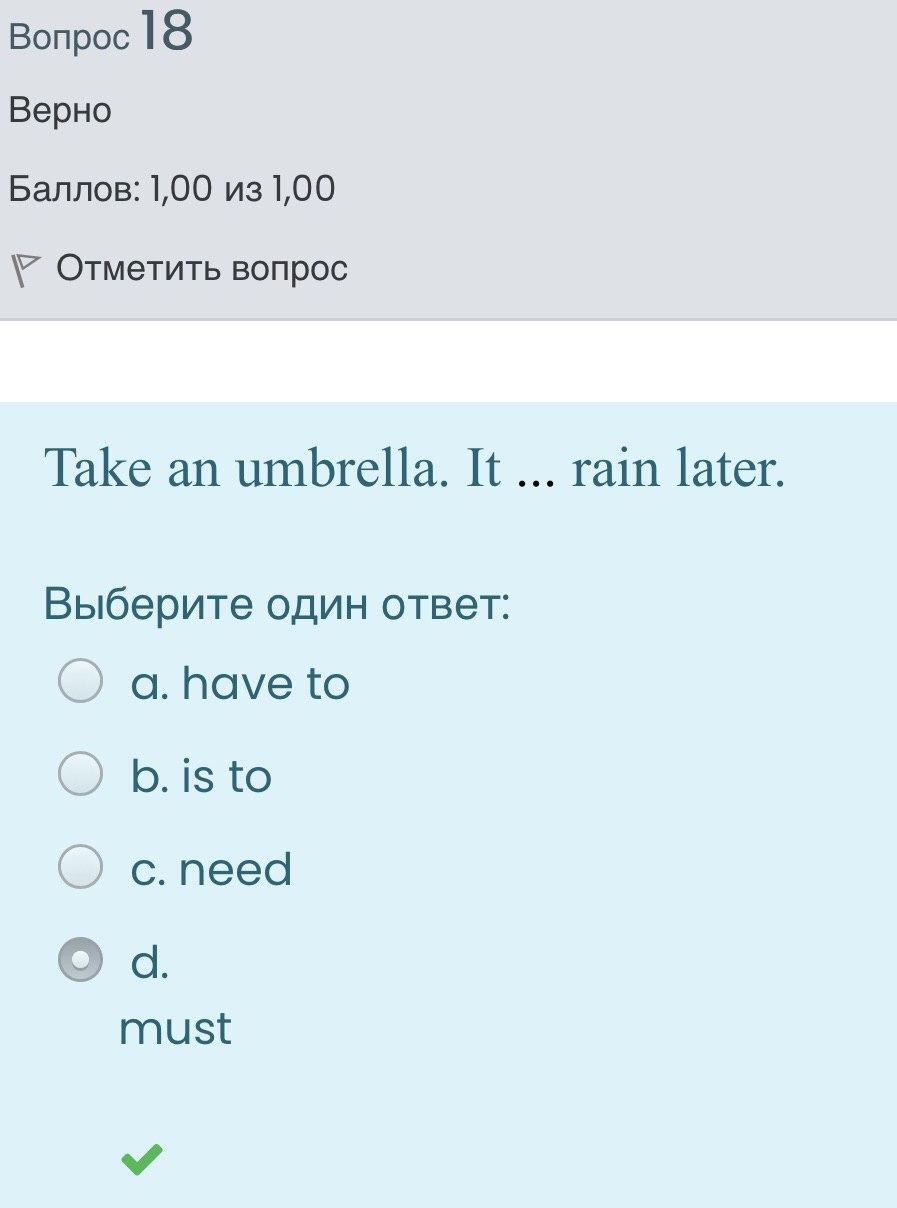 Вопрос 18
Верно
Баллов: 1,00 из 1,00
Отметить вопрос
Take an umbrella. It ... rain later.
Выберите один ответ:
a. have to
b. is to
c. need
d.
must